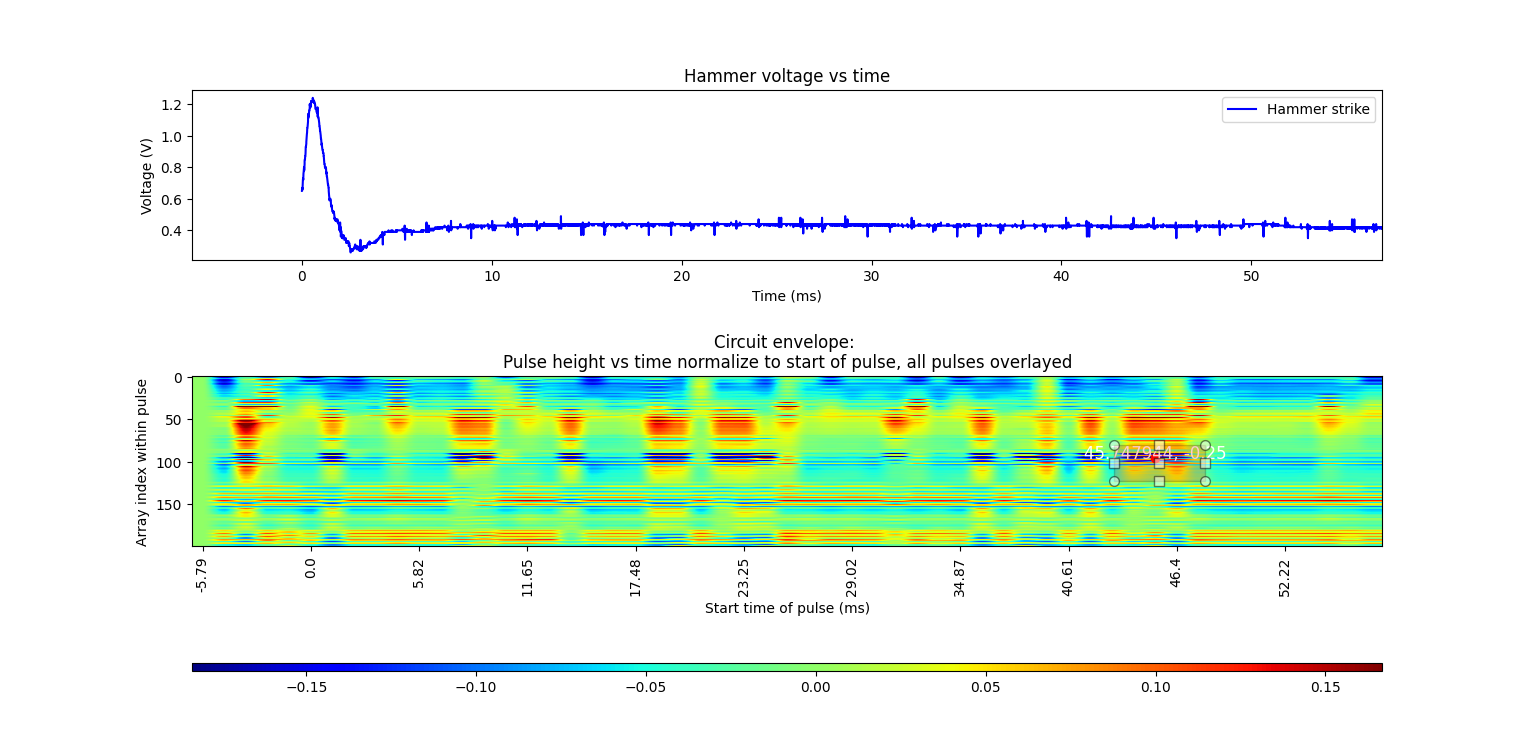 Hammer voltage vs time
Voltage (V)
1.2
1.0
0.8
0.6
0.4
Hammer strike
0 10 20 30 40 50
Time (ms)
Circuit envelope:
Pulse height vs time normalize to start of pulse, all pulses overlayed
Array index within pulse
0
50
100
150
-5.79 0.0 5.82 11.65 17.48 23.25 29.02 34.87 40.61 46.4 52.22
Start time of pulse (ms)
−0.15 −0.10 −0.05 0.00 0.05 0.10 0.15